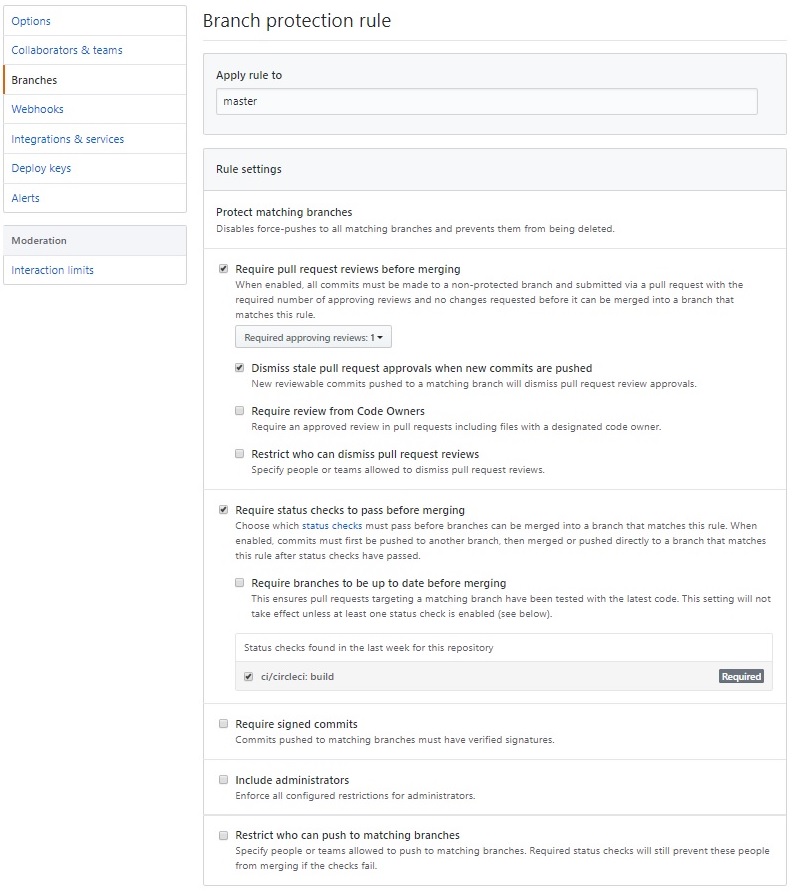 Options
Collaborators & teams
Branches
Webhooks
Integrations & services
Deploy keys
Alerts
Moderation
Interaction limits
Branch protection rule
Apply rule to
master
Rule settings
Protect matching branches
Disables force-pushes to all matching branches and prevents them from being deleted.
Require pull request reviews before merging
When enabled, all commits must be made to a non-protected branch and submitted via a pull request with the
required number of approving reviews and no changes requested before it can be merged into a branch that
matches this rule.
Required approving reviews: 1
Dismiss stale pull request approvals when new commits are pushed
New reviewable commits pushed to a matching branch will dismiss pull request review approvals.
Require review from Code Owners
Require an approved review in pull requests including files with a designated code owner.
Restrict who can dismiss pull request reviews
Specify people or teams allowed to dismiss pull request reviews.
Require status checks to pass before merging
Choose which status checks must pass before branches can be merged into a branch that matches this rule. When
enabled, commits must first be pushed to another branch, then merged or pushed directly to a branch that matches
this rule after status checks have passed.
Require branches to be up to date before merging
This ensures pull requests targeting a matching branch have been tested with the latest code. This setting will not
take effect unless at least one status check is enabled (see below).
Status checks found in the last week for this repository
ci/circleci: build Required
Require signed commits
Commits pushed to matching branches must have verified signatures.
Include administrators
Enforce all configured restrictions for administrators.
Restrict who can push to matching branches
Specify people or teams allowed to push to matching branches. Required status checks will still prevent these people
from merging if the checks fail.